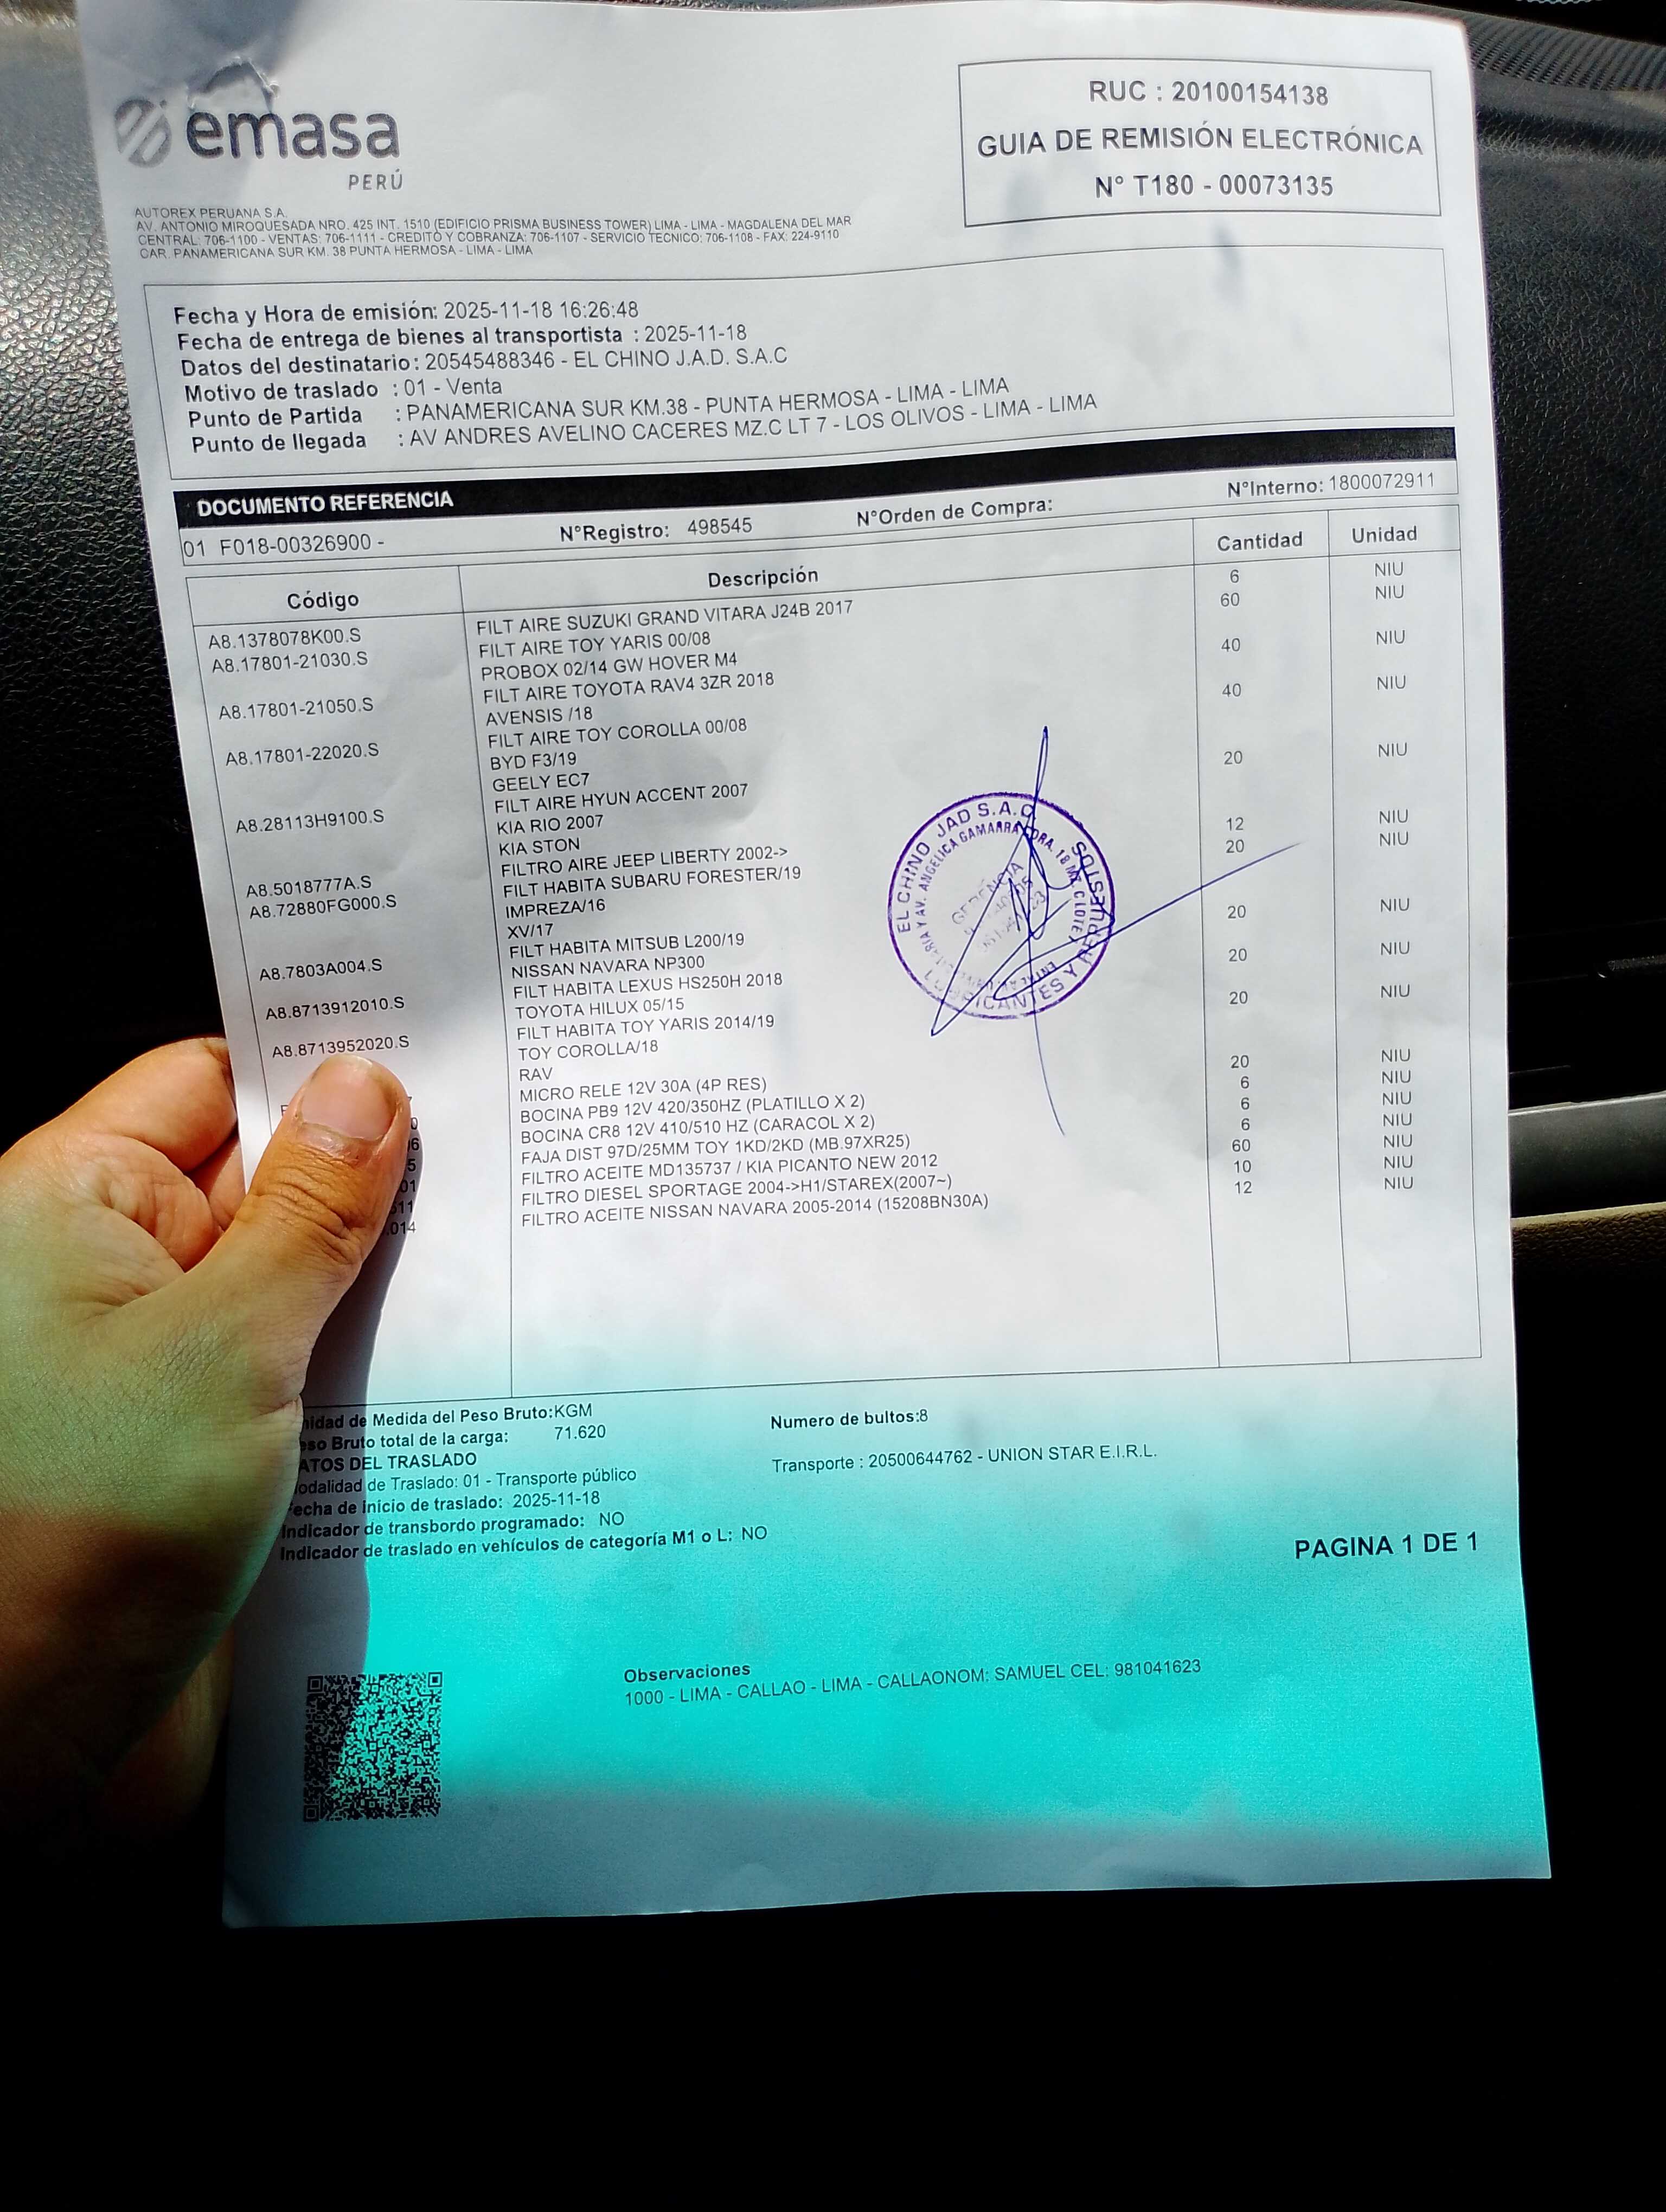 emasa
PERÚ
RUC : 20100154138
GUIA DE REMISIÓN ELECTRÓNICA
N° T180 - 00073135
AUTOREX PERUANA S.A.
AV. ANTONIO MIROQUESADA NRO. 425 INT. 1510 (EDIFICIO PRISMA BUSINESS TOWER) LIMA - LIMA - MAGDALENA DEL MAR
CENTRAL: 706-1100 - VENTAS: 706-1111 - CREDITO Y COBRANZA: 706-1107 - SERVICIO TECNICO: 706-1108 - FAX: 224-9110
CAR. PANAMERICANA SUR KM. 38 PUNTA HERMOSA - LIMA - LIMA
Fecha y Hora de emisión: 2025-11-18 16:26:48
Fecha de entrega de bienes al transportista : 2025-11-18
Datos del destinatario : 20545488346 - EL CHINO J.A.D. S.A.C
Motivo de traslado : 01 - Venta
Punto de Partida : PANAMERICANA SUR KM.38 - PUNTA HERMOSA - LIMA - LIMA
Punto de llegada : AV ANDRES AVELINO CACERES MZ.C LT 7 - LOS OLIVOS - LIMA - LIMA
DOCUMENTO REFERENCIA
01 F018-00326900 - N°Registro: 498545 N°Orden de Compra: N°Interno: 1800072911
Código Descripción Cantidad Unidad
A8.1378078K00.S FILT AIRE SUZUKI GRAND VITARA J24B 2017 6 NIU
A8.17801-21030.S FILT AIRE TOY YARIS 00/08 60 NIU
PROBOX 02/14 GW HOVER M4
A8.17801-21050.S FILT AIRE TOYOTA RAV4 3ZR 2018 40 NIU
AVENSIS /18
A8.17801-22020.S FILT AIRE TOY COROLLA 00/08 40 NIU
BYD F3/19
GEELY EC7
A8.28113H9100.S FILT AIRE HYUN ACCENT 2007 20 NIU
KIA RIO 2007
KIA STON
A8.5018777A.S FILTRO AIRE JEEP LIBERTY 2002-> 12 NIU
A8.72880FG000.S FILT HABITA SUBARU FORESTER/19 20 NIU
IMPREZA/16
XV/17
A8.7803A004.S FILT HABITA MITSUB L200/19 20 NIU
NISSAN NAVARA NP300
A8.8713912010.S FILT HABITA LEXUS HS250H 2018 20 NIU
TOYOTA HILUX 05/15
A8.8713952020.S FILT HABITA TOY YARIS 2014/19 20 NIU
TOY COROLLA/18
RAV
MICRO RELE 12V 30A (4P RES) 20 NIU
0 BOCINA PB9 12V 420/350HZ (PLATILLO X 2) 6 NIU
6 BOCINA CR8 12V 410/510 HZ (CARACOL X 2) 6 NIU
5 FAJA DIST 97D/25MM TOY 1KD/2KD (MB.97XR25) 6 NIU
01 FILTRO ACEITE MD135737 / KIA PICANTO NEW 2012 60 NIU
011 FILTRO DIESEL SPORTAGE 2004->H1/STAREX(2007~) 10 NIU
.014 FILTRO ACEITE NISSAN NAVARA 2005-2014 (15208BN30A) 12 NIU
EL CHINO JAD S.A.C
LUBRICANTES Y REPUESTOS
AV. ANGELICA GAMARRA CDRA. 18 MZ. C LOTE 7
GERENCIA
nidad de Medida del Peso Bruto:KGM Numero de bultos:8
so Bruto total de la carga: 71.620
ATOS DEL TRASLADO Transporte : 20500644762 - UNION STAR E.I.R.L.
odalidad de Traslado: 01 - Transporte público
echa de inicio de traslado: 2025-11-18
Indicador de transbordo programado: NO
Indicador de traslado en vehículos de categoría M1 o L: NO
PAGINA 1 DE 1
Observaciones
1000 - LIMA - CALLAO - LIMA - CALLAONOM: SAMUEL CEL: 981041623